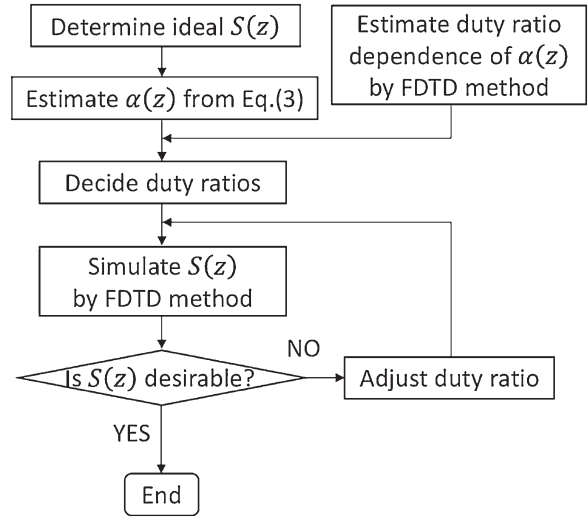 Determine ideal S(z)
Estimate duty ratio
dependence of α(z)
by FDTD method
Estimate α(z) from Eq.(3)
Decide duty ratios
Simulate S(z)
by FDTD method
Is S(z) desirable?
NO
Adjust duty ratio
YES
End